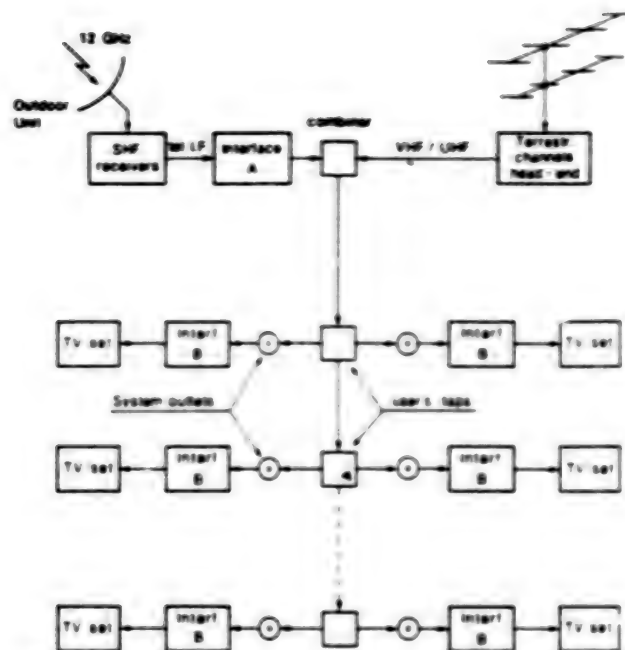 12 GHz
Outdoor
Unit
SHF
receivers
1st I.F
Interface
A
combiner
VHF / UHF
Terrestr.
channels
head - end
TV set
Interf
B
Interf
B
TV set
System outlets
user's taps
TV set
Interf
B
Interf
B
TV set
TV set
Interf
B
Interf
B
TV set